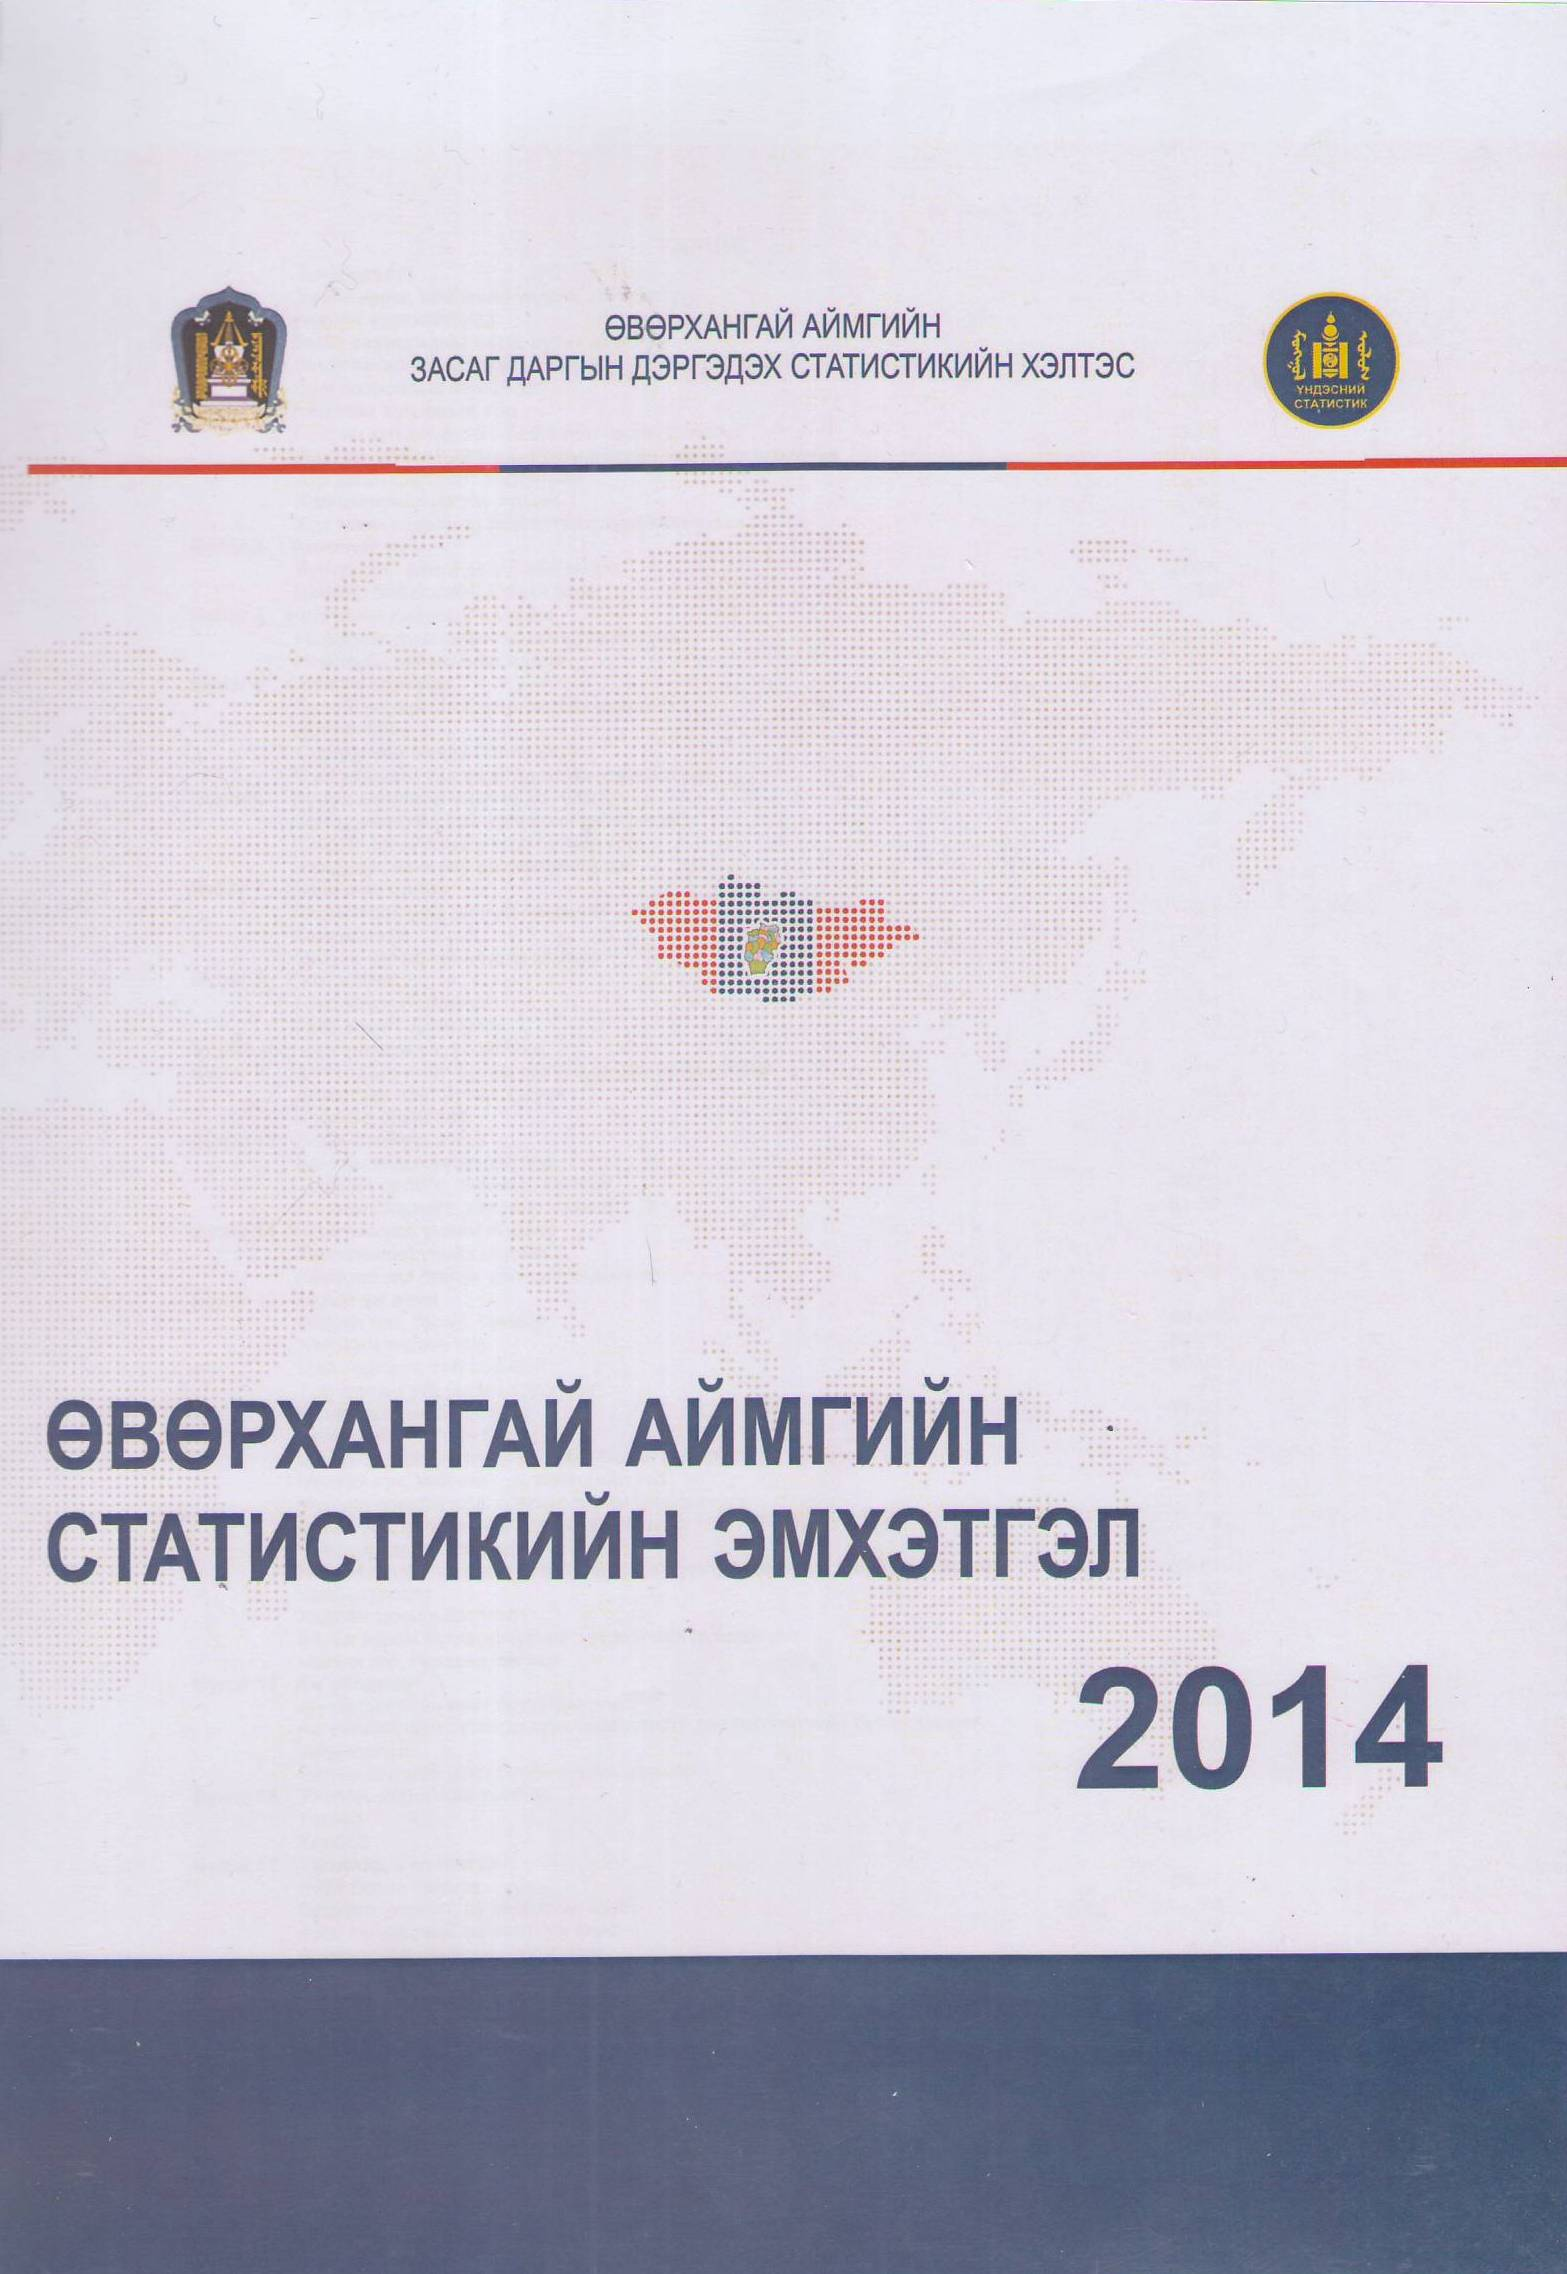 ӨВӨРХАНГАЙ АЙМГИЙН
ЗАСАГ ДАРГЫН ДЭРГЭДЭХ СТАТИСТИКИЙН ХЭЛТЭС
ҮНДЭСНИЙ
СТАТИСТИК
ӨВӨРХАНГАЙ АЙМГИЙН
СТАТИСТИКИЙН ЭМХЭТГЭЛ
2014